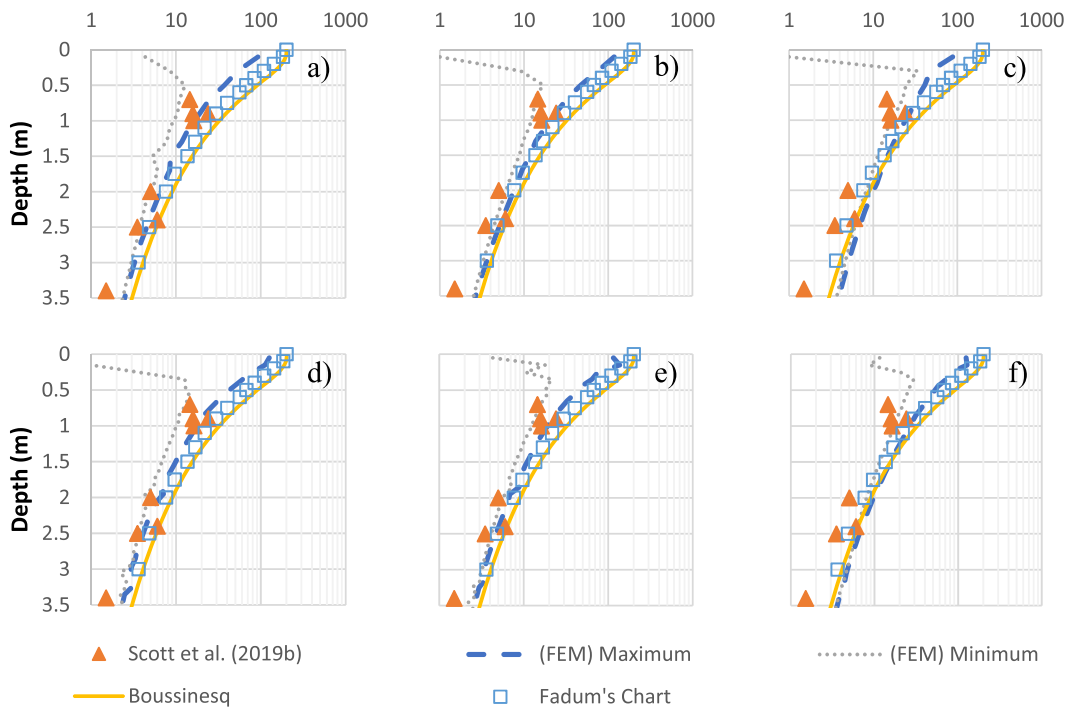 1 10 100 1000 1 10 100 1000 1 10 100 1000
0
0.5
1
1.5
2
2.5
3
3.5
Depth (m)
a)
b)
c)
0
0.5
1
1.5
2
2.5
3
3.5
Depth (m)
d)
e)
f)
Scott et al. (2019b) (FEM) Maximum (FEM) Minimum
Boussinesq Fadum's Chart